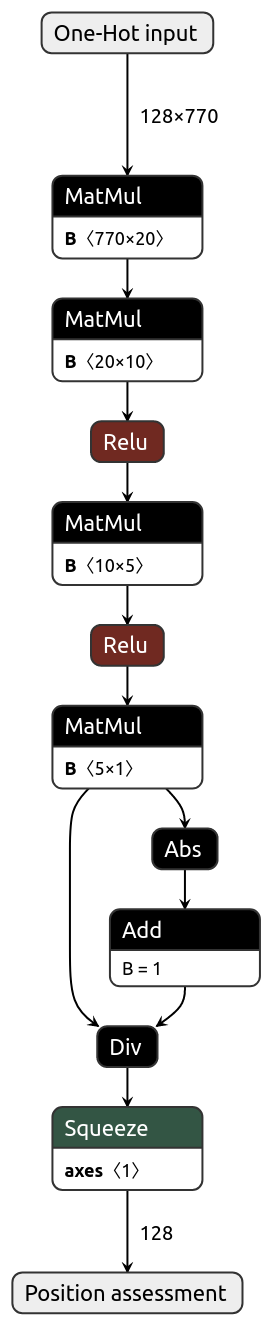 One-Hot input
128×770
MatMul
B〈770×20〉
MatMul
B〈20×10〉
Relu
MatMul
B〈10×5〉
Relu
MatMul
B〈5×1〉
Abs
Add
B = 1
Div
Squeeze
axes〈1〉
128
Position assessment